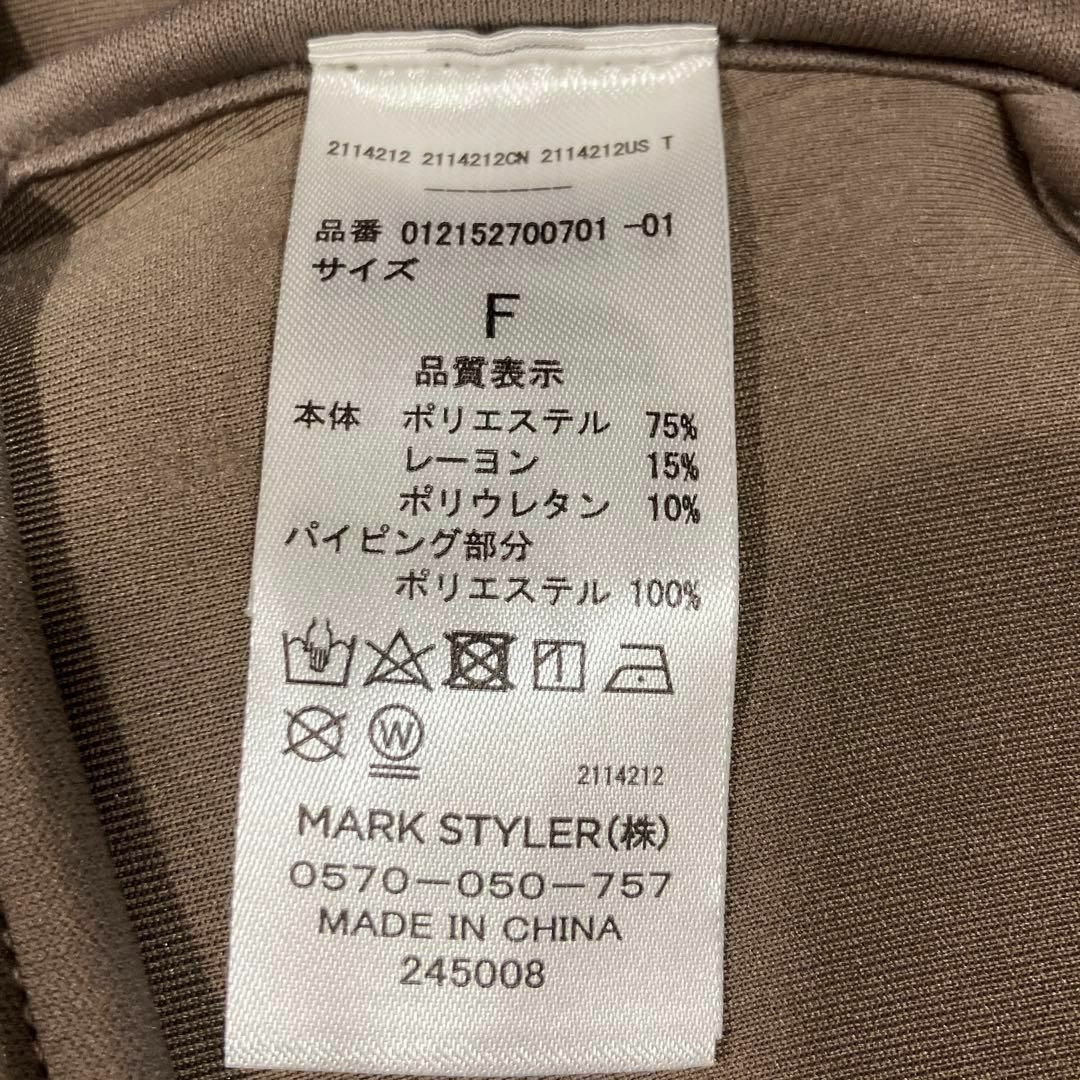 2114212 2114212CN 2114212US T
品番 012152700701 -01
サイズ
F
品質表示
本体 ポリエステル 75%
レーヨン 15%
ポリウレタン 10%
パイピング部分
ポリエステル 100%
W
2114212
MARK STYLER(株)
0570-050-757
MADE IN CHINA
245008